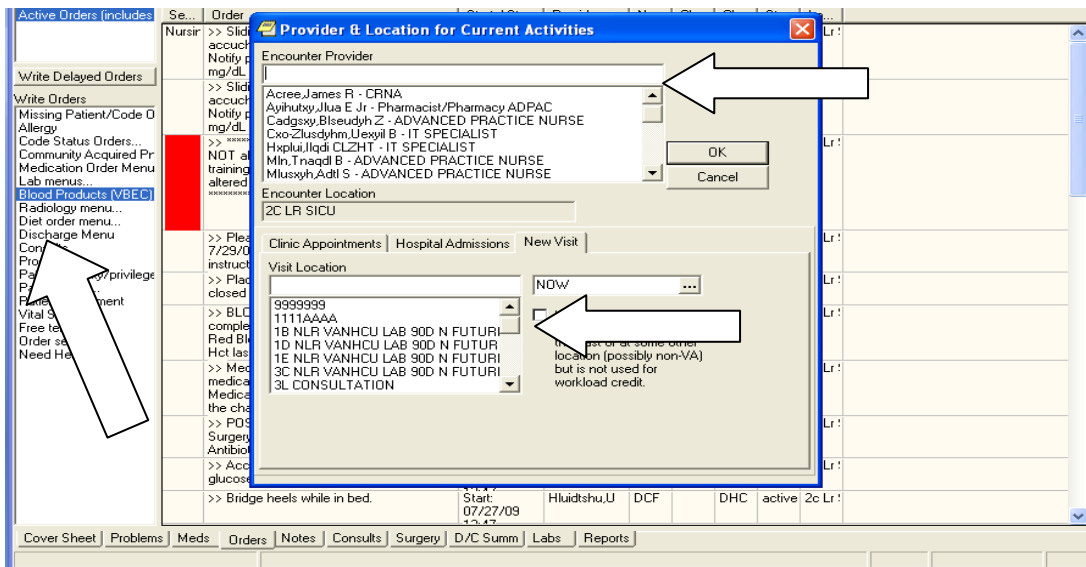 Active Orders (includes
Se... Order
Provider & Location for Current Activities
Nursin >> Slidi
accuch
Notify p
mg/dL
>> Slidi
accuch
Notify p
mg/dL
NOT al
training
altered
>> Plea
7/29/0
instruct
>> Plac
closed
>> BLO
comple
Red Bl
Hct las
>> Med
medica
Medica
the cha
>> POS
Surgery
Antibiot
>> Acc
glucose
>> Bridge heels while in bed. Start: Hluidtshu,U DCF DHC active 2c Lr
07/27/09
Write Delayed Orders
Write Orders
Missing Patient/Code O
Allergy
Code Status Orders...
Community Acquired Pr
Medication Order Menu
Lab menus...
Blood Products (VBEC)
Radiology menu...
Diet order menu...
Discharge Menu
Vital S
Free te
Order se
Need He
Encounter Provider
Acree,James R - CRNA
Ayihutxy,Jlua E Jr - Pharmacist/Pharmacy ADPAC
Cadgsxy,Blseudyh Z - ADVANCED PRACTICE NURSE
Cxo-Zlusdyhm,Uexyil B - IT SPECIALIST
Hxplui,Ilqdi CLZHT - IT SPECIALIST
Mln,Tnaqdl B - ADVANCED PRACTICE NURSE
Mlusxyh,Adtl S - ADVANCED PRACTICE NURSE
OK
Cancel
Encounter Location
2C LR SICU
Clinic Appointments Hospital Admissions New Visit
Visit Location
NOW ...
9999999
1111AAAA
1B NLR VANHCU LAB 90D N FUTURI
1D NLR VANHCU LAB 90D N FUTURI
1E NLR VANHCU LAB 90D N FUTURI
3C NLR VANHCU LAB 90D N FUTURI
3L CONSULTATION
location (possibly non-VA)
but is not used for
workload credit.
Cover Sheet Problems Meds Orders Notes Consults Surgery D/C Summ Labs Reports